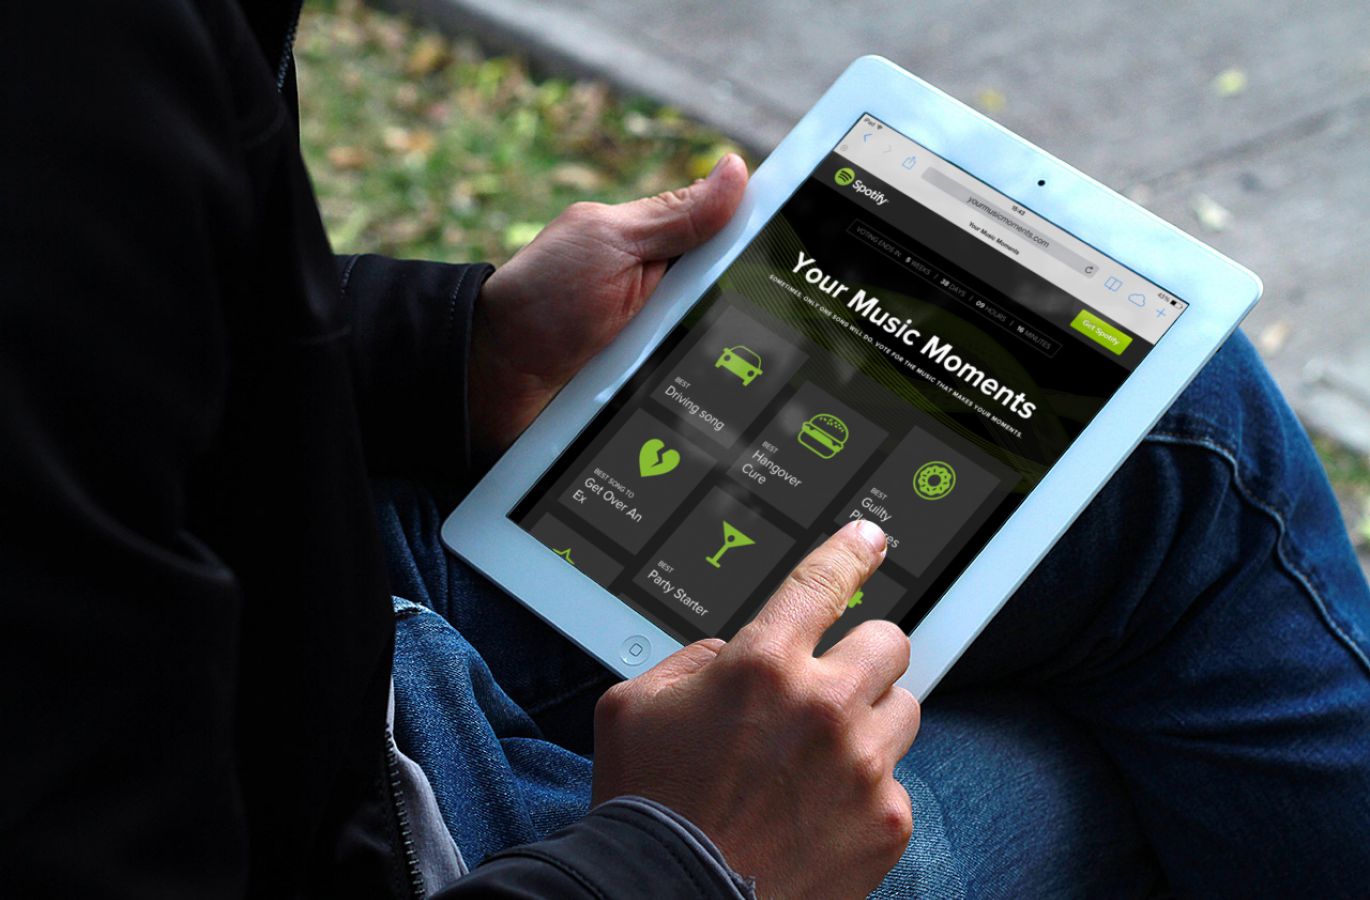 iPad
15:43
43%
yourmusicmoments.com
Your Music Moments
Spotify
Get Spotify
VOTING ENDS IN 5 WEEKS / 38 DAYS / 09 HOURS / 16 MINUTES
Your Music Moments
SOMETIMES, ONLY ONE SONG WILL DO. VOTE FOR THE MUSIC THAT MAKES YOUR MOMENTS.
BEST
Driving song
BEST
Hangover
Cure
BEST
Guilty
BEST SONG TO
Get Over An
Ex
BEST
Party Starter